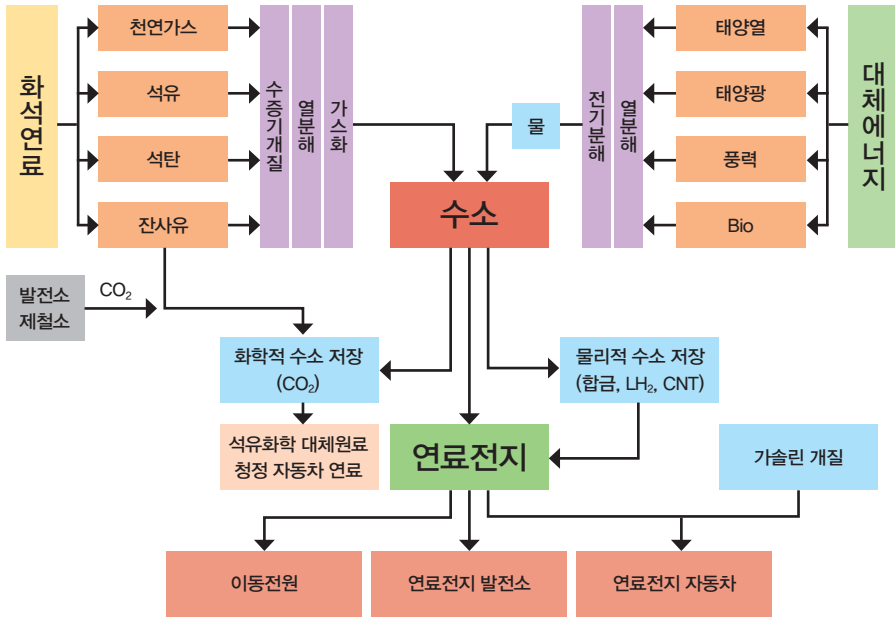 화석연료
천연가스
석유
석탄
잔사유
수증기개질
열분해
가스화
물
전기분해
열분해
태양열
태양광
풍력
Bio
대체에너지
수소
발전소
제철소
CO₂
화학적 수소 저장
(CO₂)
물리적 수소 저장
(합금, LH₂, CNT)
석유화학 대체원료
청정 자동차 연료
연료전지
가솔린 개질
이동전원
연료전지 발전소
연료전지 자동차